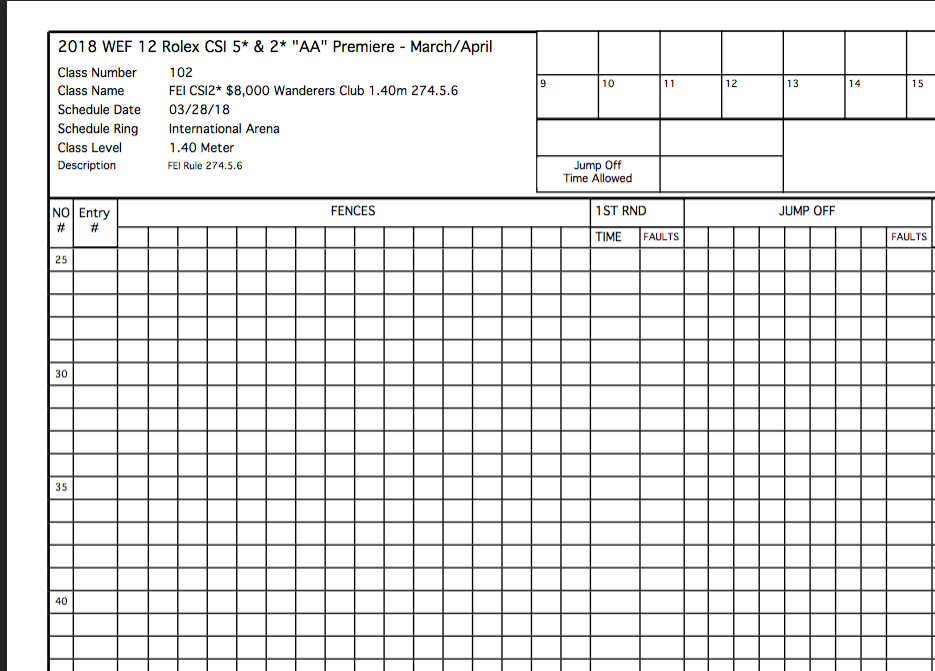 2018 WEF 12 Rolex CSI 5* & 2* "AA" Premiere - March/April
Class Number 102
Class Name FEI CSI2* $8,000 Wanderers Club 1.40m 274.5.6
Schedule Date 03/28/18
Schedule Ring International Arena
Class Level 1.40 Meter
Description FEI Rule 274.5.6
9 10 11 12 13 14 15
Jump Off
Time Allowed
NO Entry FENCES 1ST RND JUMP OFF
# #
TIME FAULTS FAULTS
25
30
35
40